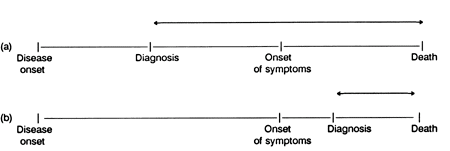 (a)
Disease onset
Diagnosis
Onset of symptoms
Death
(b)
Disease onset
Onset of symptoms
Diagnosis
Death